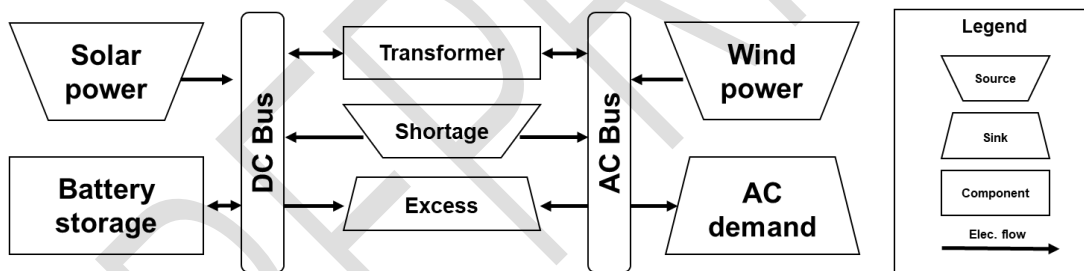 Solar
power
DC Bus
Transformer
Shortage
Excess
AC Bus
Wind
power
Battery
storage
AC
demand
Legend
Source
Sink
Component
Elec. flow